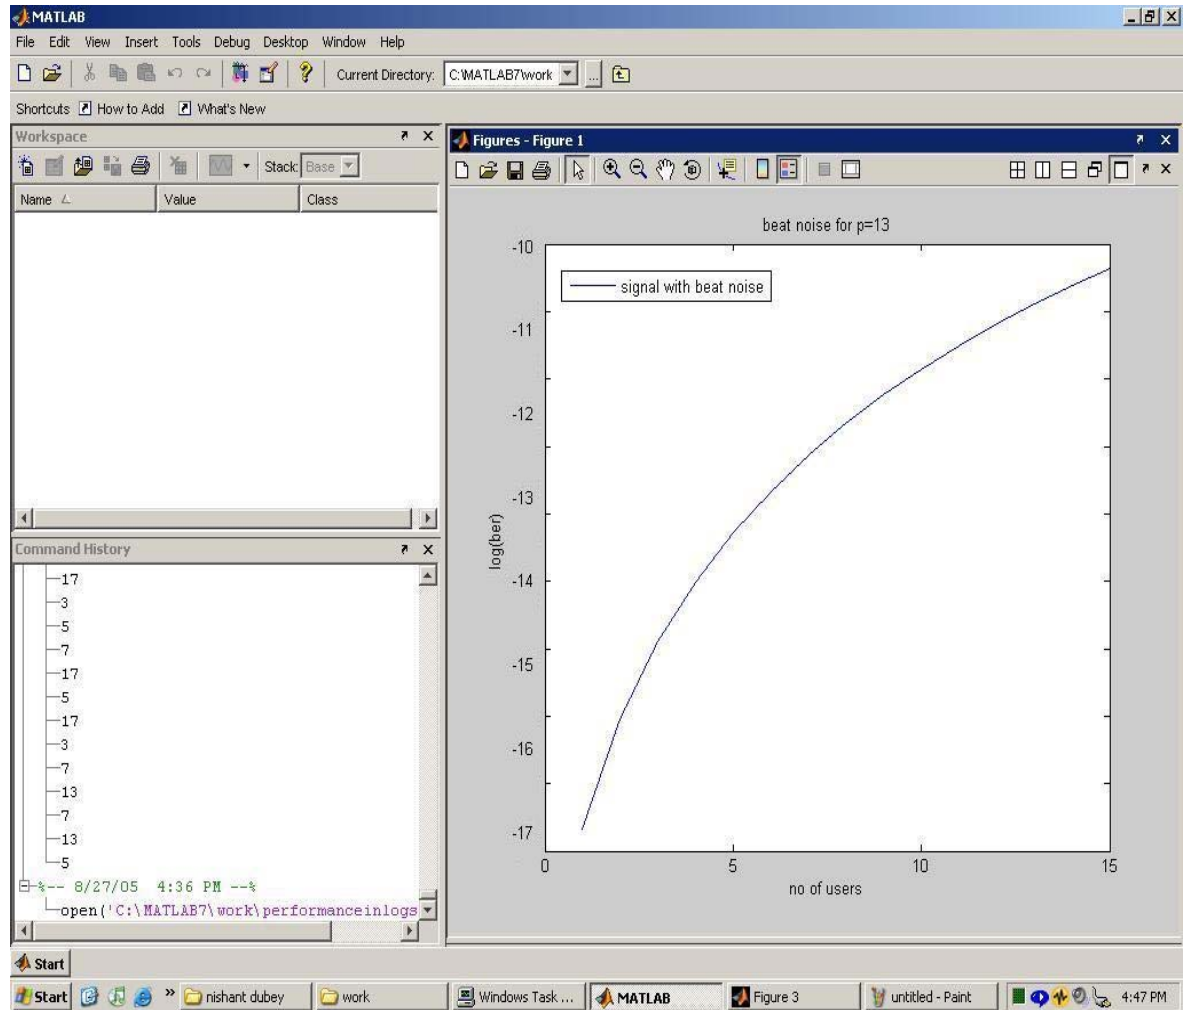 MATLAB
File Edit View Insert Tools Debug Desktop Window Help
Current Directory: C:\MATLAB7\work
Shortcuts How to Add What's New
Workspace
Stack: Base
Name Value Class
Command History
17
3
5
7
17
5
17
3
7
13
7
13
5
%-- 8/27/05 4:36 PM --%
open('C:\MATLAB7\work\performanceinlogs
Figures - Figure 1
beat noise for p=13
signal with beat noise
-10
-11
-12
-13
-14
-15
-16
-17
log(ber)
0 5 10 15
no of users
Start
Start » nishant dubey work Windows Task ... MATLAB Figure 3 untitled - Paint 4:47 PM